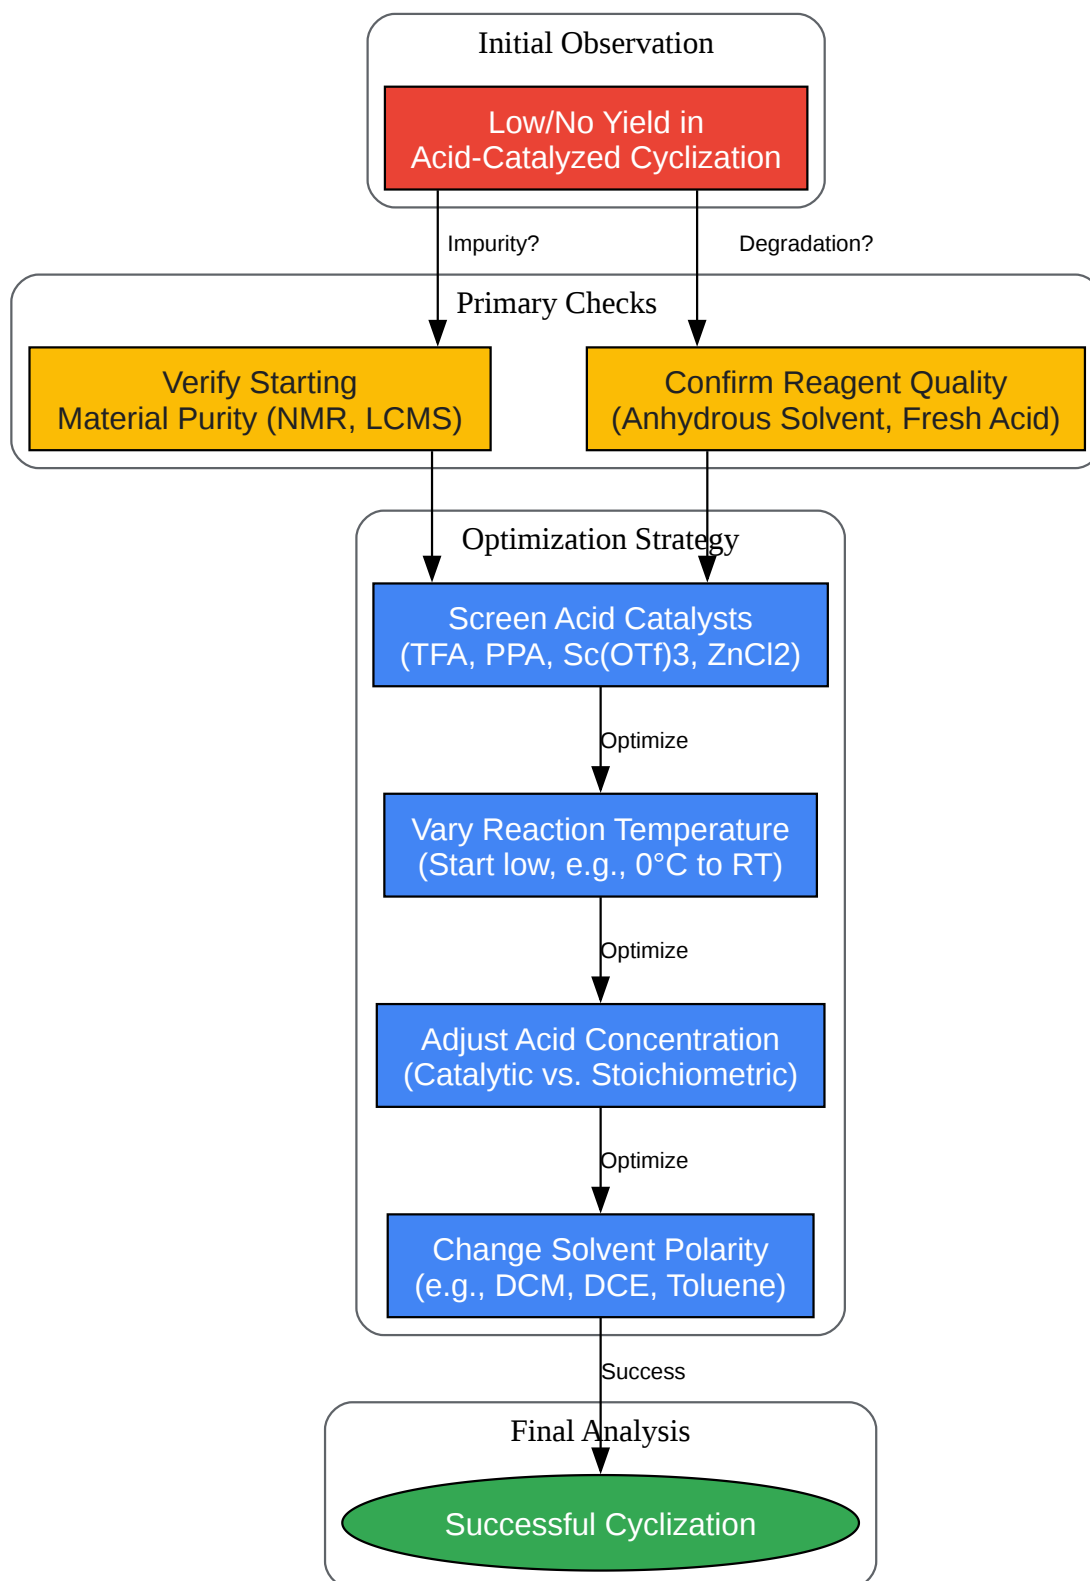 Initial Observation
Low/No Yield in
Acid-Catalyzed Cyclization
Impurity?
Degradation?
Primary Checks
Verify Starting
Material Purity (NMR, LCMS)
Confirm Reagent Quality
(Anhydrous Solvent, Fresh Acid)
Optimization Strategy
Screen Acid Catalysts
(TFA, PPA, Sc(OTf)3, ZnCl2)
Optimize
Vary Reaction Temperature
(Start low, e.g., 0°C to RT)
Optimize
Adjust Acid Concentration
(Catalytic vs. Stoichiometric)
Optimize
Change Solvent Polarity
(e.g., DCM, DCE, Toluene)
Success
Final Analysis
Successful Cyclization